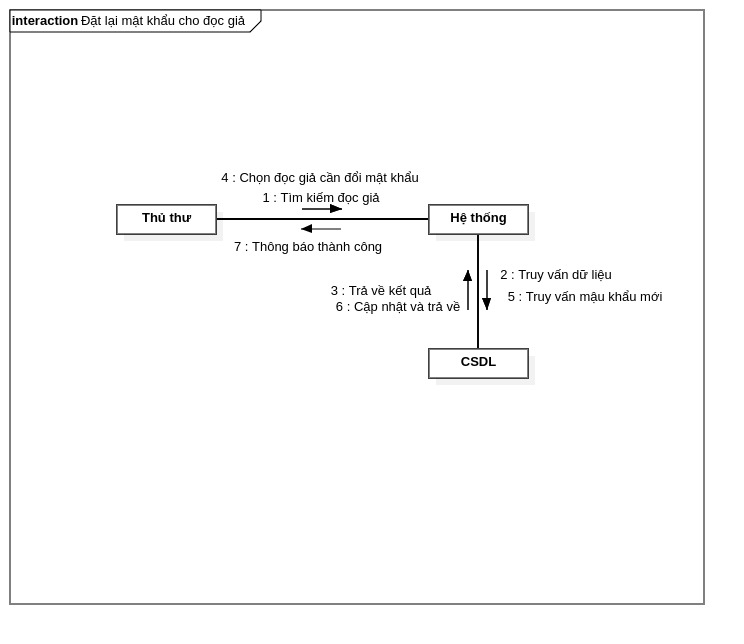 interaction Đặt lại mật khẩu cho đọc giả
4 : Chọn đọc giả cần đổi mật khẩu
1 : Tìm kiếm đọc giả
Thủ thư
Hệ thống
7 : Thông báo thành công
2 : Truy vấn dữ liệu
3 : Trả về kết quả
5 : Truy vấn mậu khẩu mới
6 : Cập nhật và trả về
CSDL